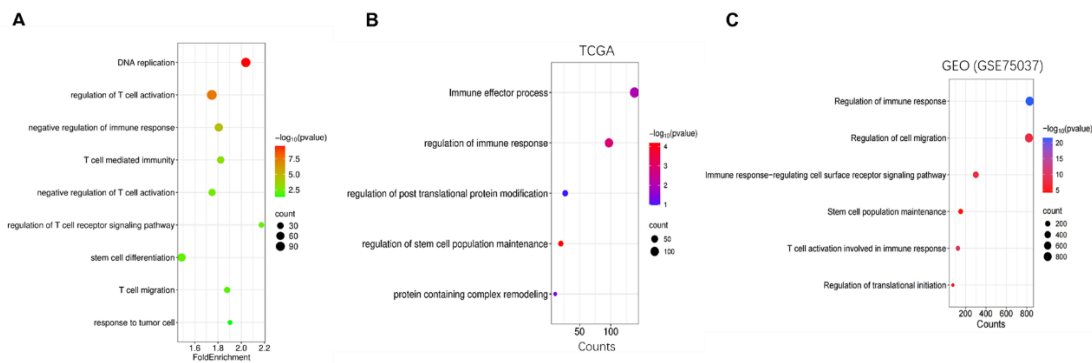 A
DNA replication
regulation of T cell activation
negative regulation of immune response
T cell mediated immunity
negative regulation of T cell activation
regulation of T cell receptor signaling pathway
stem cell differentiation
T cell migration
response to tumor cell
1.6 1.8 2.0 2.2
FoldEnrichment
−log10(pvalue)
7.5
5.0
2.5
count
30
60
90
B
TCGA
Immune effector process
regulation of immune response
regulation of post translational protein modification
regulation of stem cell population maintenance
protein containing complex remodeling
50 100
Counts
−log10(pvalue)
4
3
2
1
count
50
100
C
GEO (GSE75037)
Regulation of immune response
Regulation of cell migration
Immune response−regulating cell surface receptor signaling pathway
Stem cell population maintenance
T cell activation involved in immune response
Regulation of translational initiation
200 400 600 800
Counts
−log10(pvalue)
20
15
10
5
count
200
400
600
800